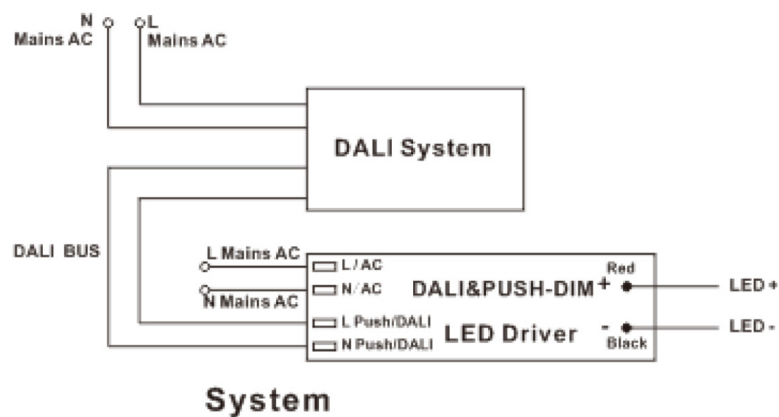 N L
Mains AC Mains AC
DALI System
DALI BUS
L Mains AC
L/AC
Red
N/AC
DALI&PUSH-DIM + LED+
N Mains AC
L Push/DALI
LED Driver - LED-
N Push/DALI
Black
System